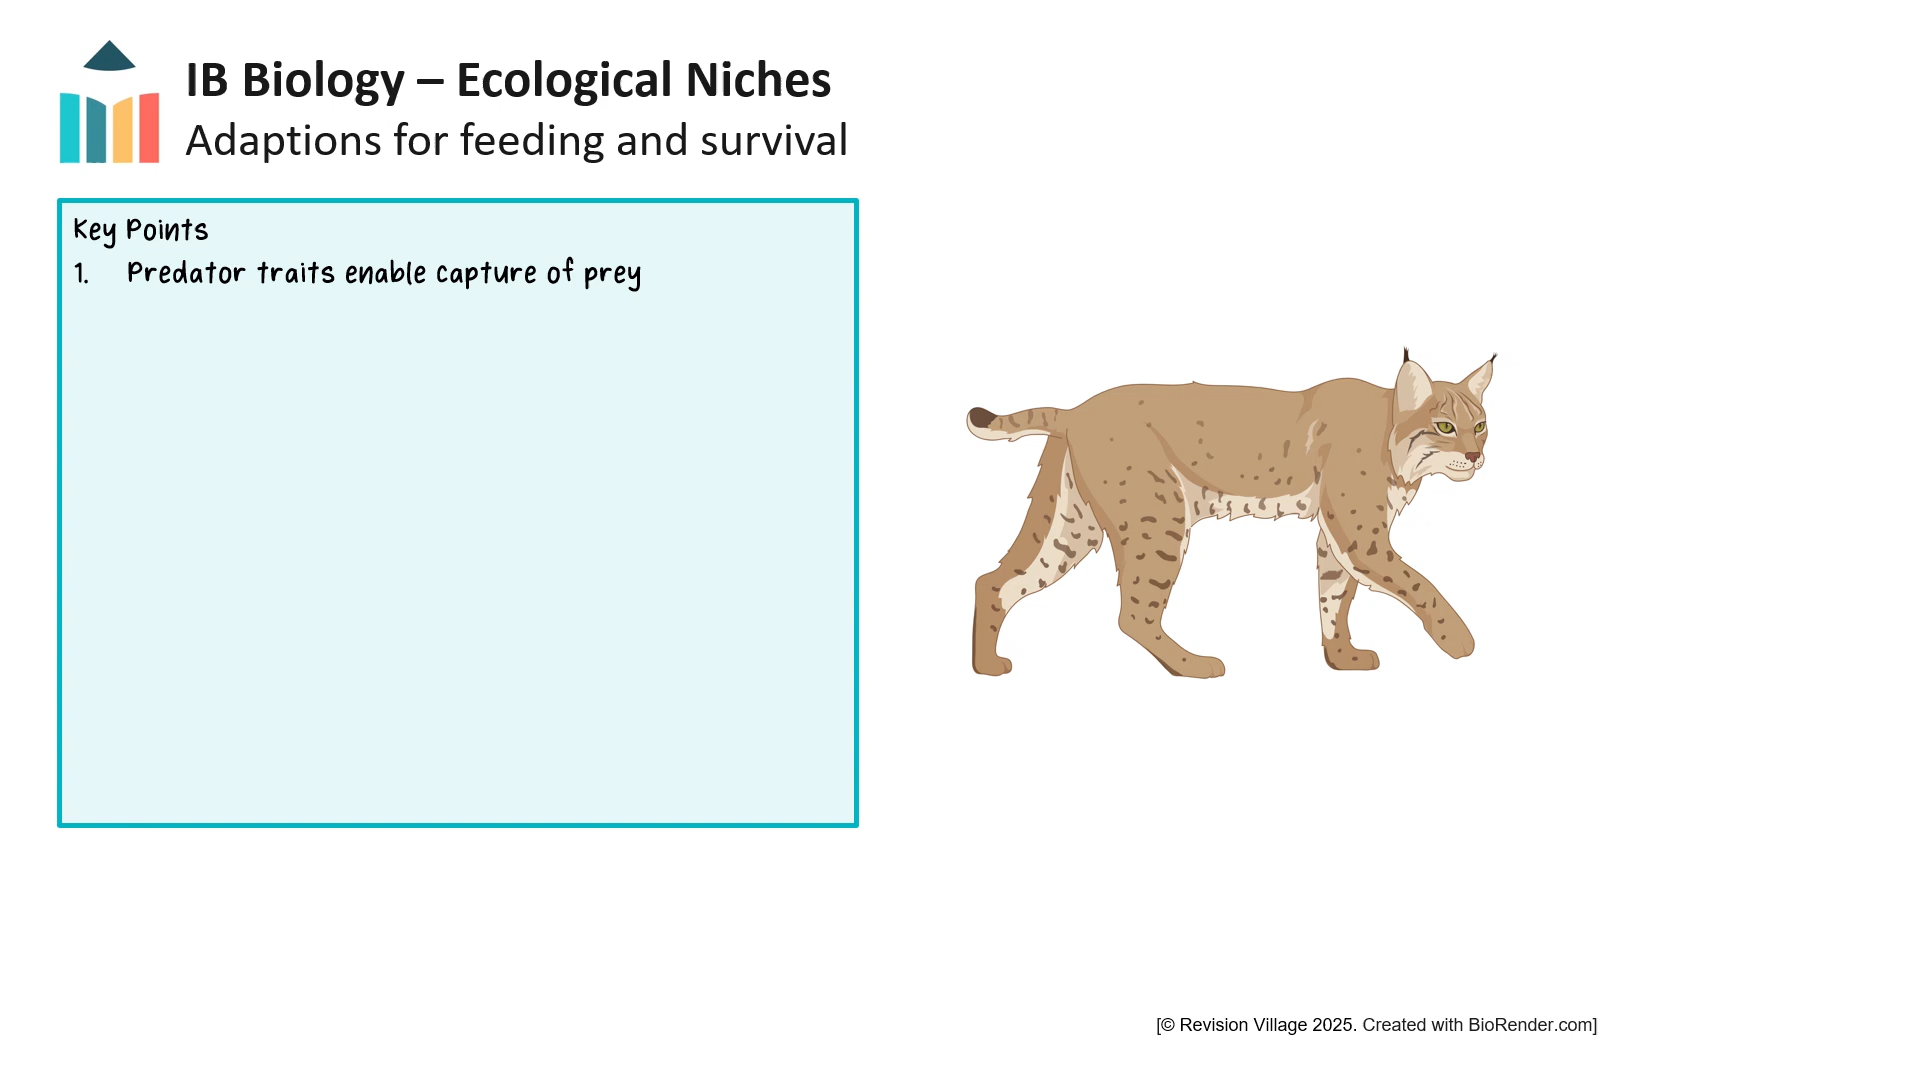 IB Biology – Ecological Niches
Adaptions for feeding and survival
Key Points
1. Predator traits enable capture of prey
[© Revision Village 2025. Created with BioRender.com]